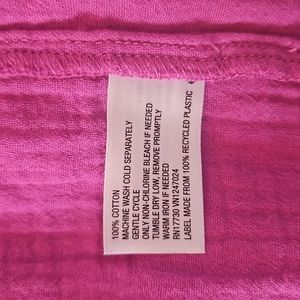 100% COTTON
MACHINE WASH COLD SEPARATELY
GENTLE CYCLE
ONLY NON-CHLORINE BLEACH IF NEEDED
TUMBLE DRY LOW, REMOVE PROMPTLY
WARM IRON IF NEEDED
RN17730 VN1247024
LABEL MADE FROM 100% RECYCLED PLASTIC